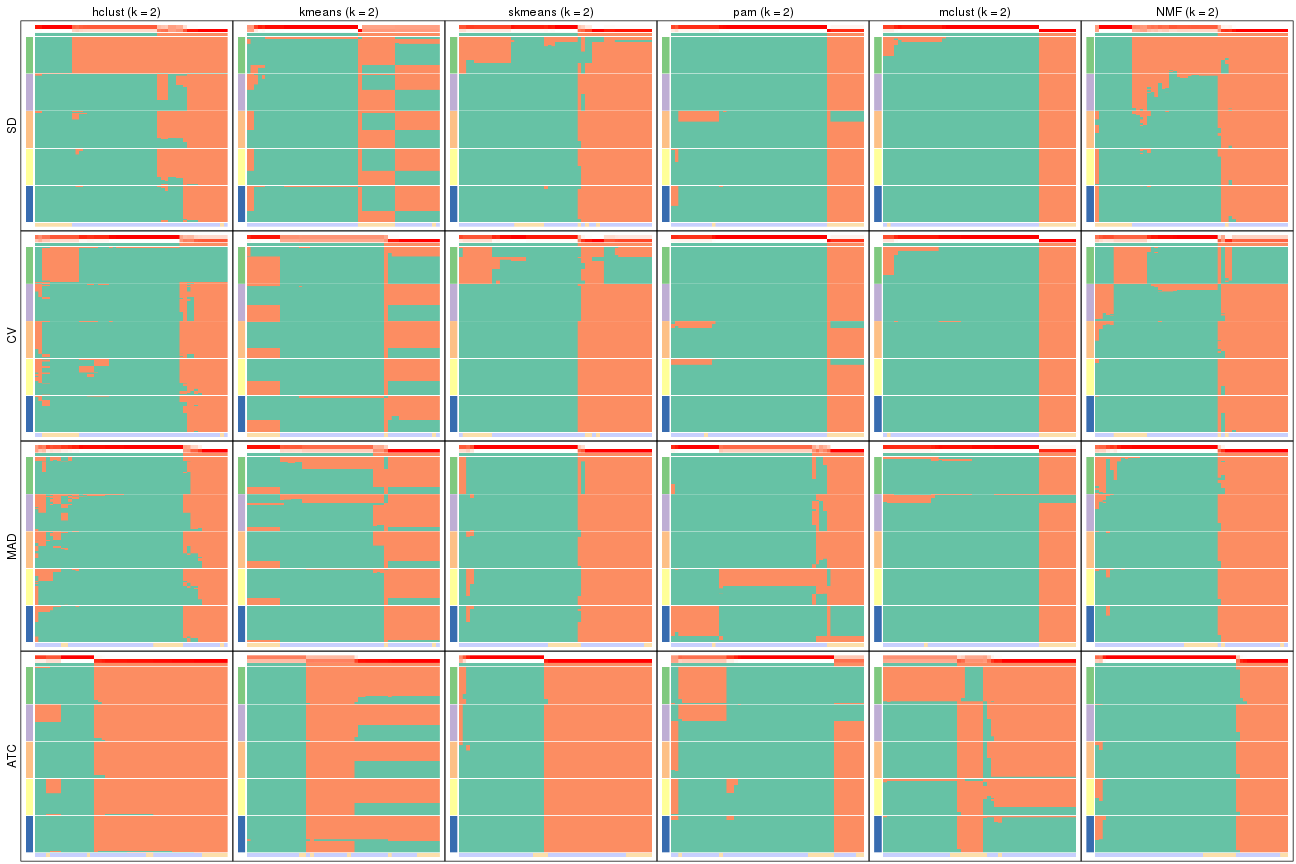 hclust (k = 2) kmeans (k = 2) skmeans (k = 2) pam (k = 2) mclust (k = 2) NMF (k = 2)
SD
CV
MAD
ATC